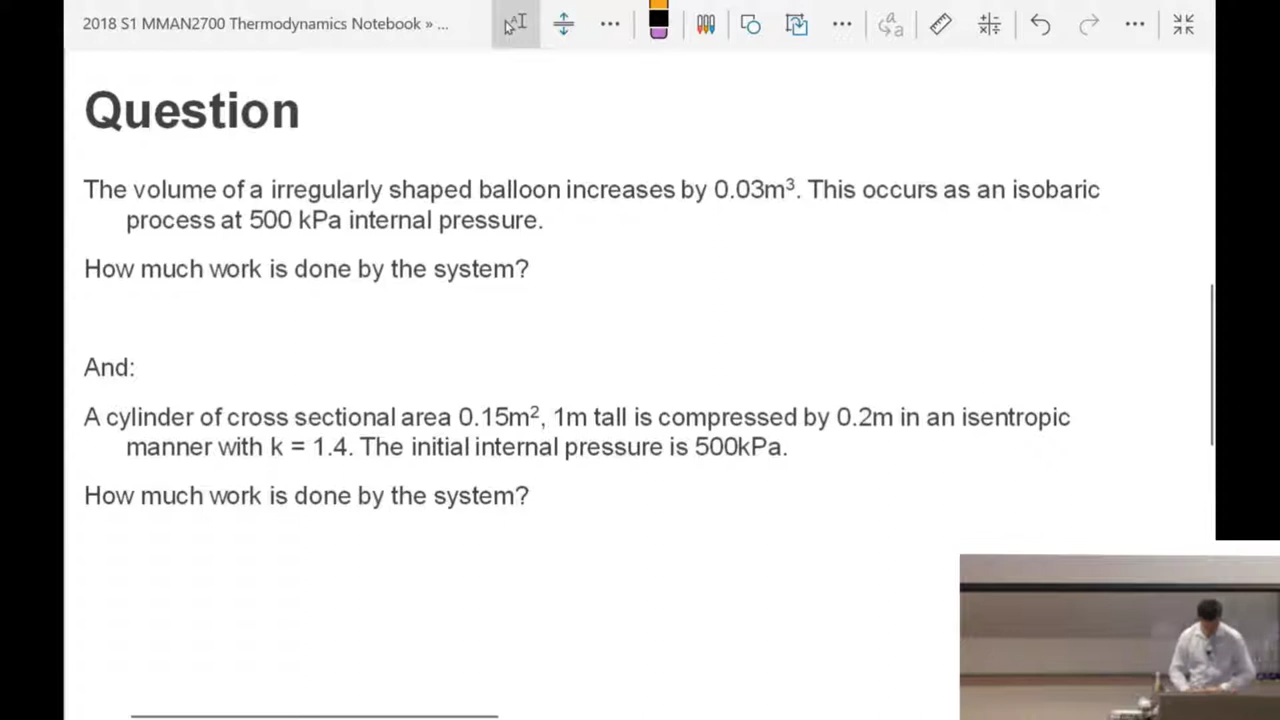 2018 S1 MMAN2700 Thermodynamics Notebook » ...
Question
The volume of a irregularly shaped balloon increases by 0.03m³. This occurs as an isobaric
process at 500 kPa internal pressure.
How much work is done by the system?
And:
A cylinder of cross sectional area 0.15m², 1m tall is compressed by 0.2m in an isentropic
manner with k = 1.4. The initial internal pressure is 500kPa.
How much work is done by the system?